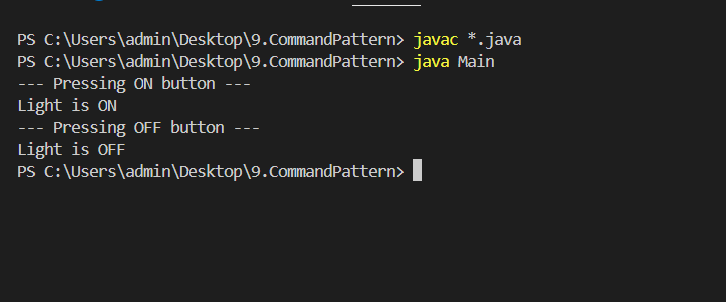 PS C:\Users\admin\Desktop\9.CommandPattern> javac *.java
PS C:\Users\admin\Desktop\9.CommandPattern> java Main
--- Pressing ON button ---
Light is ON
--- Pressing OFF button ---
Light is OFF
PS C:\Users\admin\Desktop\9.CommandPattern>